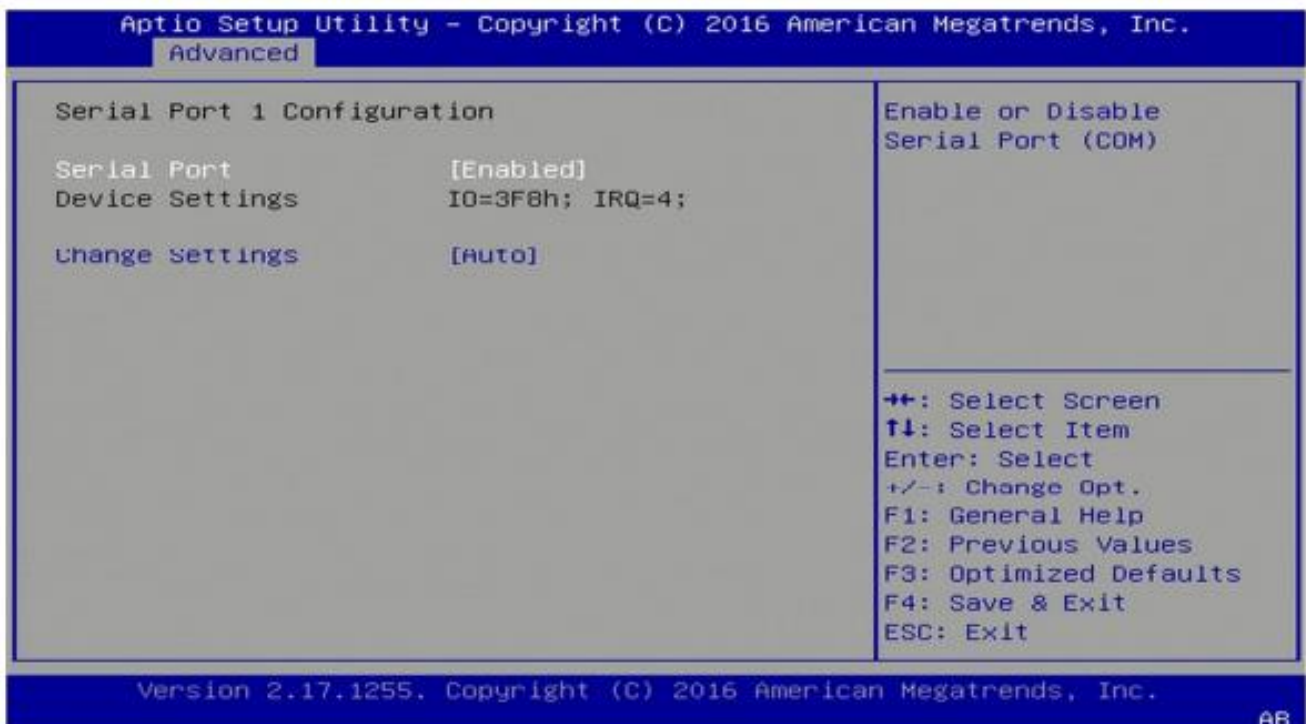 Aptio Setup Utility – Copyright (C) 2016 American Megatrends, Inc.
Advanced
Serial Port 1 Configuration
Serial Port [Enabled]
Device Settings IO=3F8h; IRQ=4;
Change Settings [Auto]
Enable or Disable
Serial Port (COM)
→←: Select Screen
↑↓: Select Item
Enter: Select
+/-: Change Opt.
F1: General Help
F2: Previous Values
F3: Optimized Defaults
F4: Save & Exit
ESC: Exit
Version 2.17.1255. Copyright (C) 2016 American Megatrends, Inc.
AB